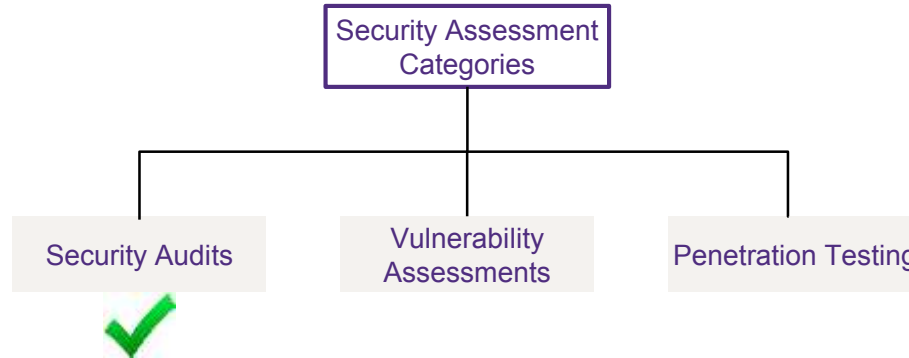 Security Assessment
Categories
Security Audits
Vulnerability
Assessments
Penetration Testing